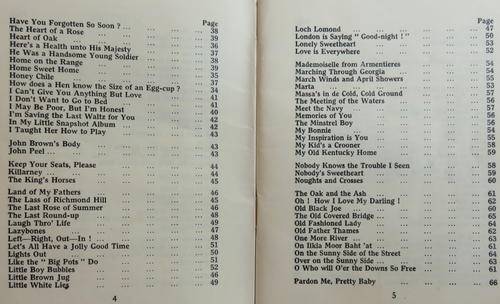 Page
Have You Forgotten So Soon ? ...
The Heart of a Rose ... 38
Heart of Oak ... 39
Here's a Health unto His Majesty ... 36
He Was a Handsome Young Soldier ... 37
Home on the Range ... 38
Home Sweet Home ... 39
Honey Chile ... 37
How does a Hen know the Size of an Egg-cup ? 34
I Can't Give You Anything But Love ... 41
I Don't Want to Go to Bed ... 41
I May be Poor, But I'm Honest ... 40
I'm Saving the Last Waltz for You ... 42
In My Little Snapshot Album ... 42
I Taught Her How to Play ... 43
John Brown's Body ... 43
John Peel ...
Keep Your Seats, Please ... 44
Killarney ... 44
The King's Horses ... 45
Land of My Fathers ... 46
The Lass of Richmond Hill ... 45
The Last Rose of Summer ... 46
The Last Round-up ... 48
Laugh Thro' Life ... 49
Lazybones ... 47
Left—Right, Out—In ! ... 51
Let's All Have a Jolly Good Time ... 50
Lights Out ... 50
Like the " Big Pots " Do ... 52
Little Boy Bubbles ... 52
Little Brown Jug ... 46
Little White Lies ... 49
4
Page
Loch Lomond ... 47
London is Saying " Good-night ! " ... 50
Lonely Sweetheart ... 53
Love is Everywhere ... 52
Mademoiselle from Armentieres ... 54
Marching Through Georgia ... 54
March Winds and April Showers ... 55
Marta ... 53
Massa's in de Cold, Cold Ground ... 57
The Meeting of the Waters ... 56
Meet the Navy ... 57
Memories of You ... 56
The Minstrel Boy ... 56
My Bonnie ... 54
My Inspiration is You ... 55
My Kid's a Crooner ... 58
My Old Kentucky Home ... 59
Nobody Knows the Trouble I Seen ... 58
Nobody's Sweetheart ... 60
Noughts and Crosses ... 60
The Oak and the Ash ... 61
Oh ! How I Love My Darling ! ... 62
Old Black Joe ... 60
The Old Covered Bridge ... 65
Old Fashioned Lady ... 64
Old Father Thames ... 62
One More River ... 63
On Ilkla Moor Baht 'at ... 61
On the Sunny Side of the Street ... 64
Over on the Sunny Side ... 63
O Who will O'er the Downs So Free ... 61
Pardon Me, Pretty Baby ... 66
5